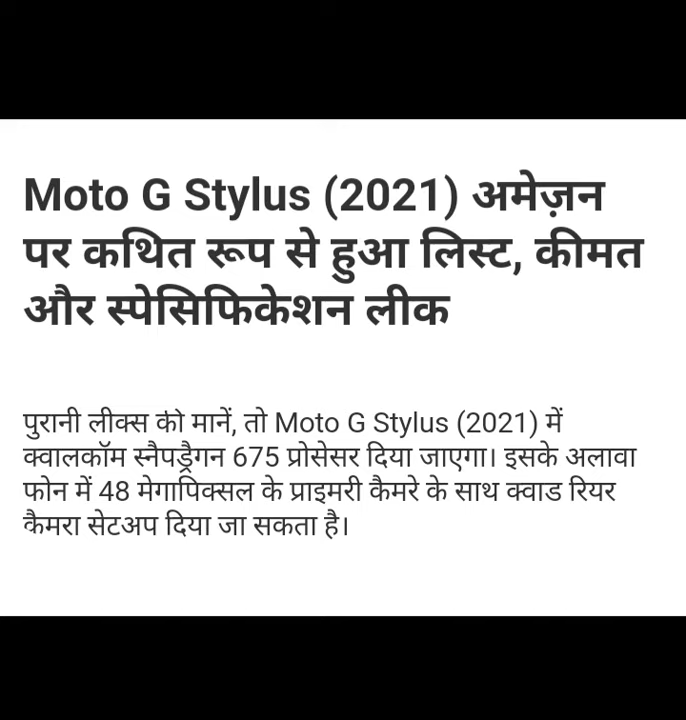 Moto G Stylus (2021) अमेज़न
पर कथित रूप से हुआ लिस्ट, कीमत
और स्पेसिफिकेशन लीक
पुरानी लीक्स की मानें, तो Moto G Stylus (2021) में
क्वालकॉम स्नैपड्रैगन 675 प्रोसेसर दिया जाएगा। इसके अलावा
फोन में 48 मेगापिक्सल के प्राइमरी कैमरे के साथ क्वाड रियर
कैमरा सेटअप दिया जा सकता है।